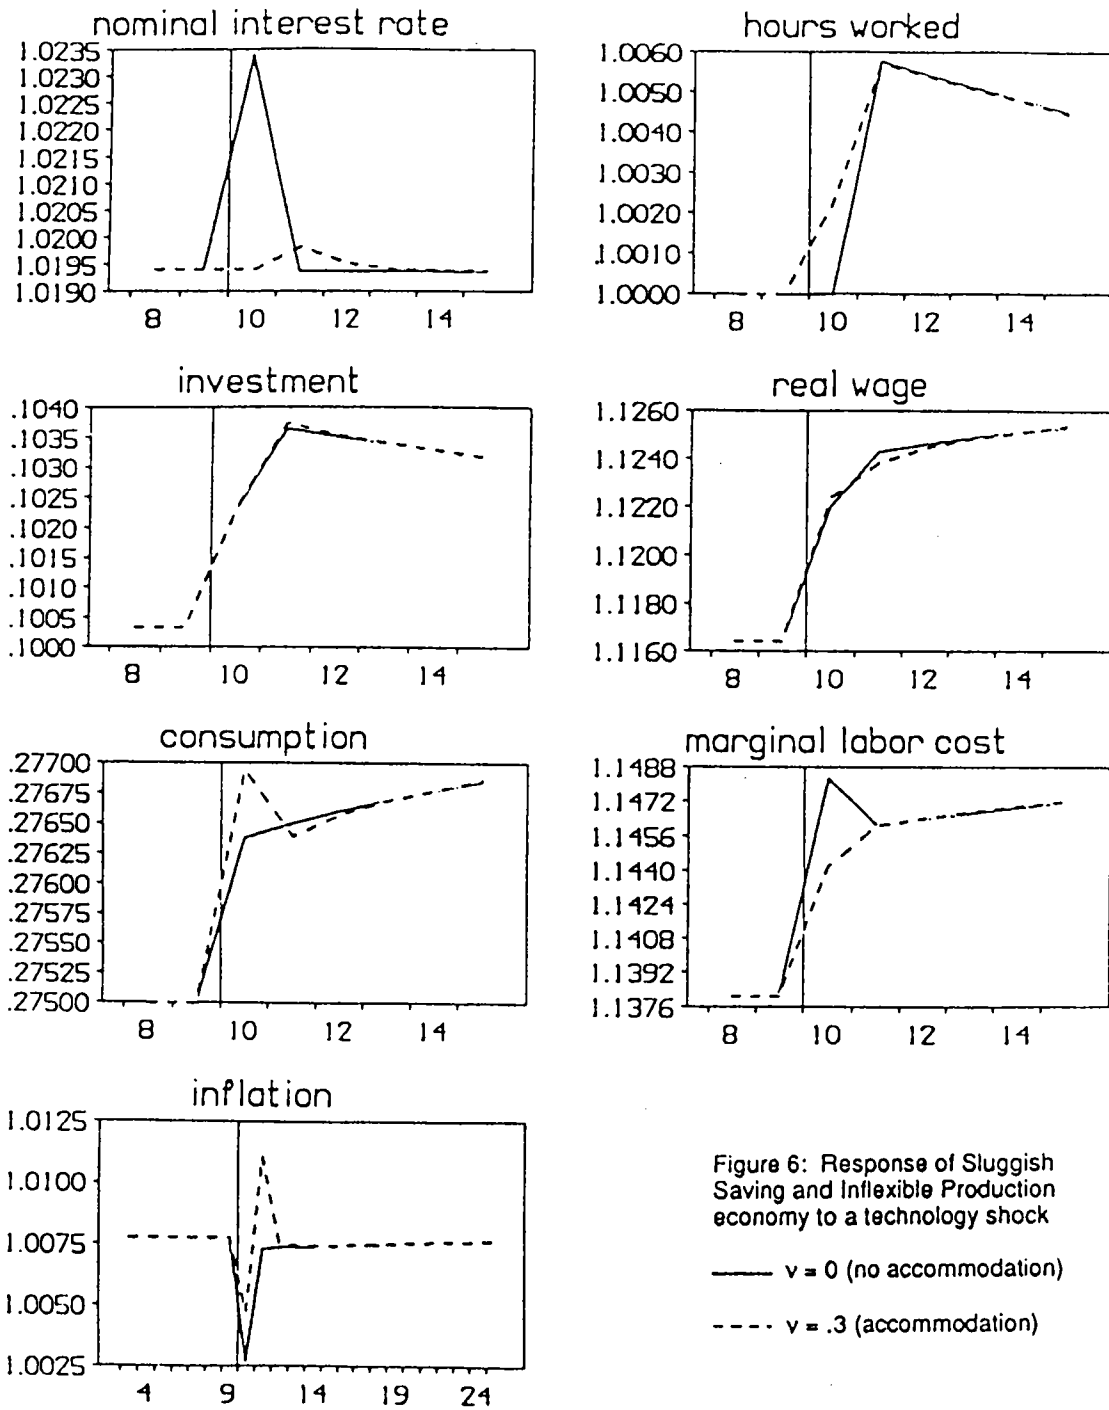 nominal interest rate
1.0235
1.0230
1.0225
1.0220
1.0215
1.0210
1.0205
1.0200
1.0195
1.0190
8 10 12 14
hours worked
1.0060
1.0050
1.0040
1.0030
1.0020
1.0010
1.0000
8 10 12 14
investment
.1040
.1035
.1030
.1025
.1020
.1015
.1010
.1005
.1000
8 10 12 14
real wage
1.1260
1.1240
1.1220
1.1200
1.1180
1.1160
8 10 12 14
consumption
.27700
.27675
.27650
.27625
.27600
.27575
.27550
.27525
.27500
8 10 12 14
marginal labor cost
1.1488
1.1472
1.1456
1.1440
1.1424
1.1408
1.1392
1.1376
8 10 12 14
inflation
1.0125
1.0100
1.0075
1.0050
1.0025
4 9 14 19 24
Figure 6: Response of Sluggish
Saving and Inflexible Production
economy to a technology shock
v = 0 (no accommodation)
v = .3 (accommodation)